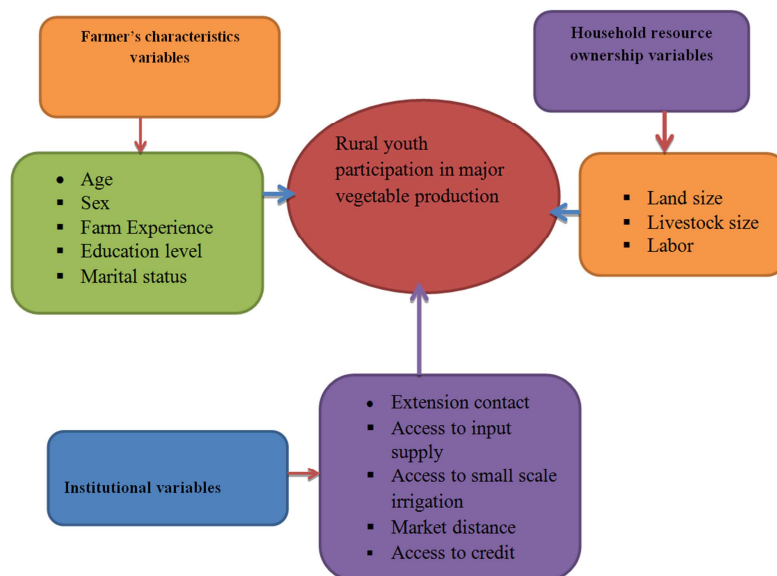 Farmer's characteristics
variables
Household resource
ownership variables
Rural youth
participation in major
vegetable production
• Age
▪ Sex
▪ Farm Experience
▪ Education level
▪ Marital status
▪ Land size
▪ Livestock size
▪ Labor
Institutional variables
• Extension contact
▪ Access to input
supply
▪ Access to small scale
irrigation
▪ Market distance
▪ Access to credit